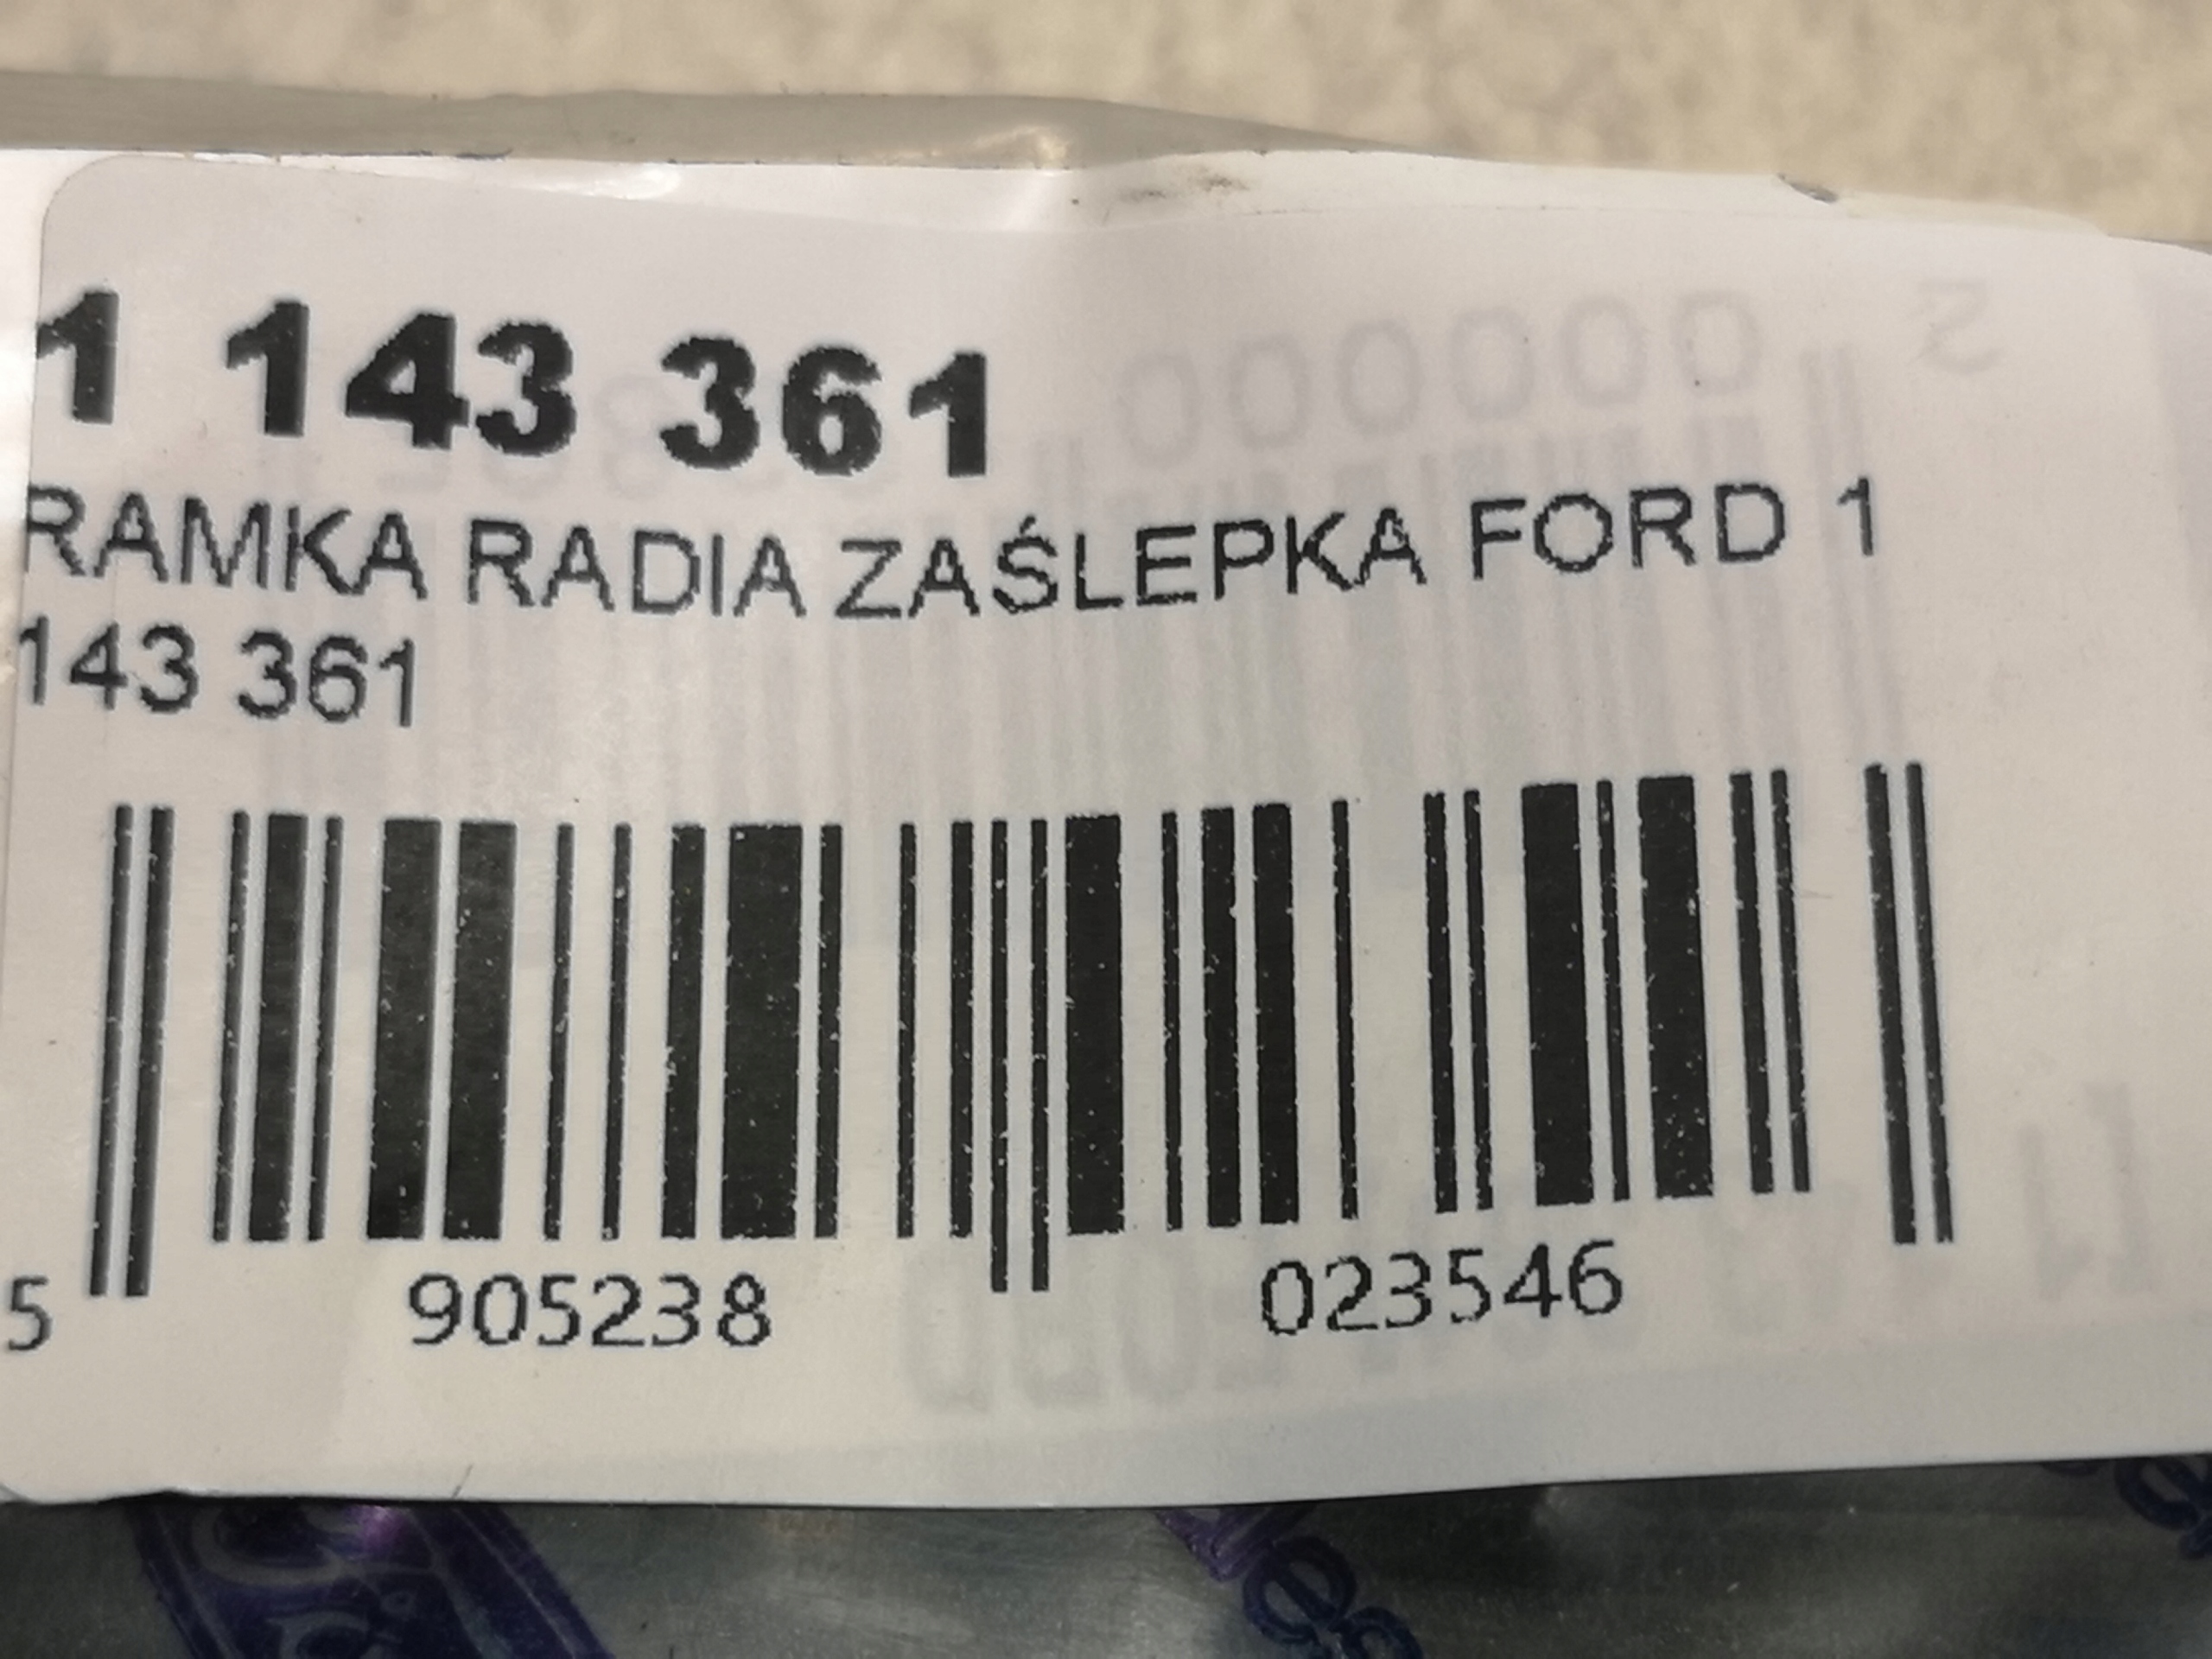 1 143 361
RAMKA RADIA ZAŚLEPKA FORD 1
143 361
5 905238 023546